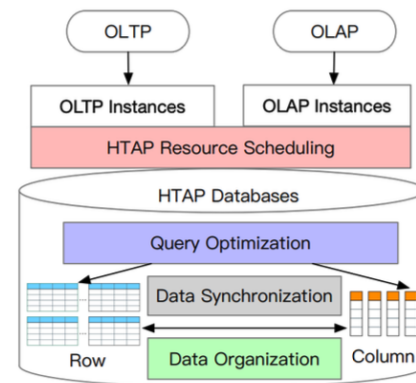 OLTP
OLAP
OLTP Instances
OLAP Instances
HTAP Resource Scheduling
HTAP Databases
Query Optimization
Data Synchronization
Row
Data Organization
Column